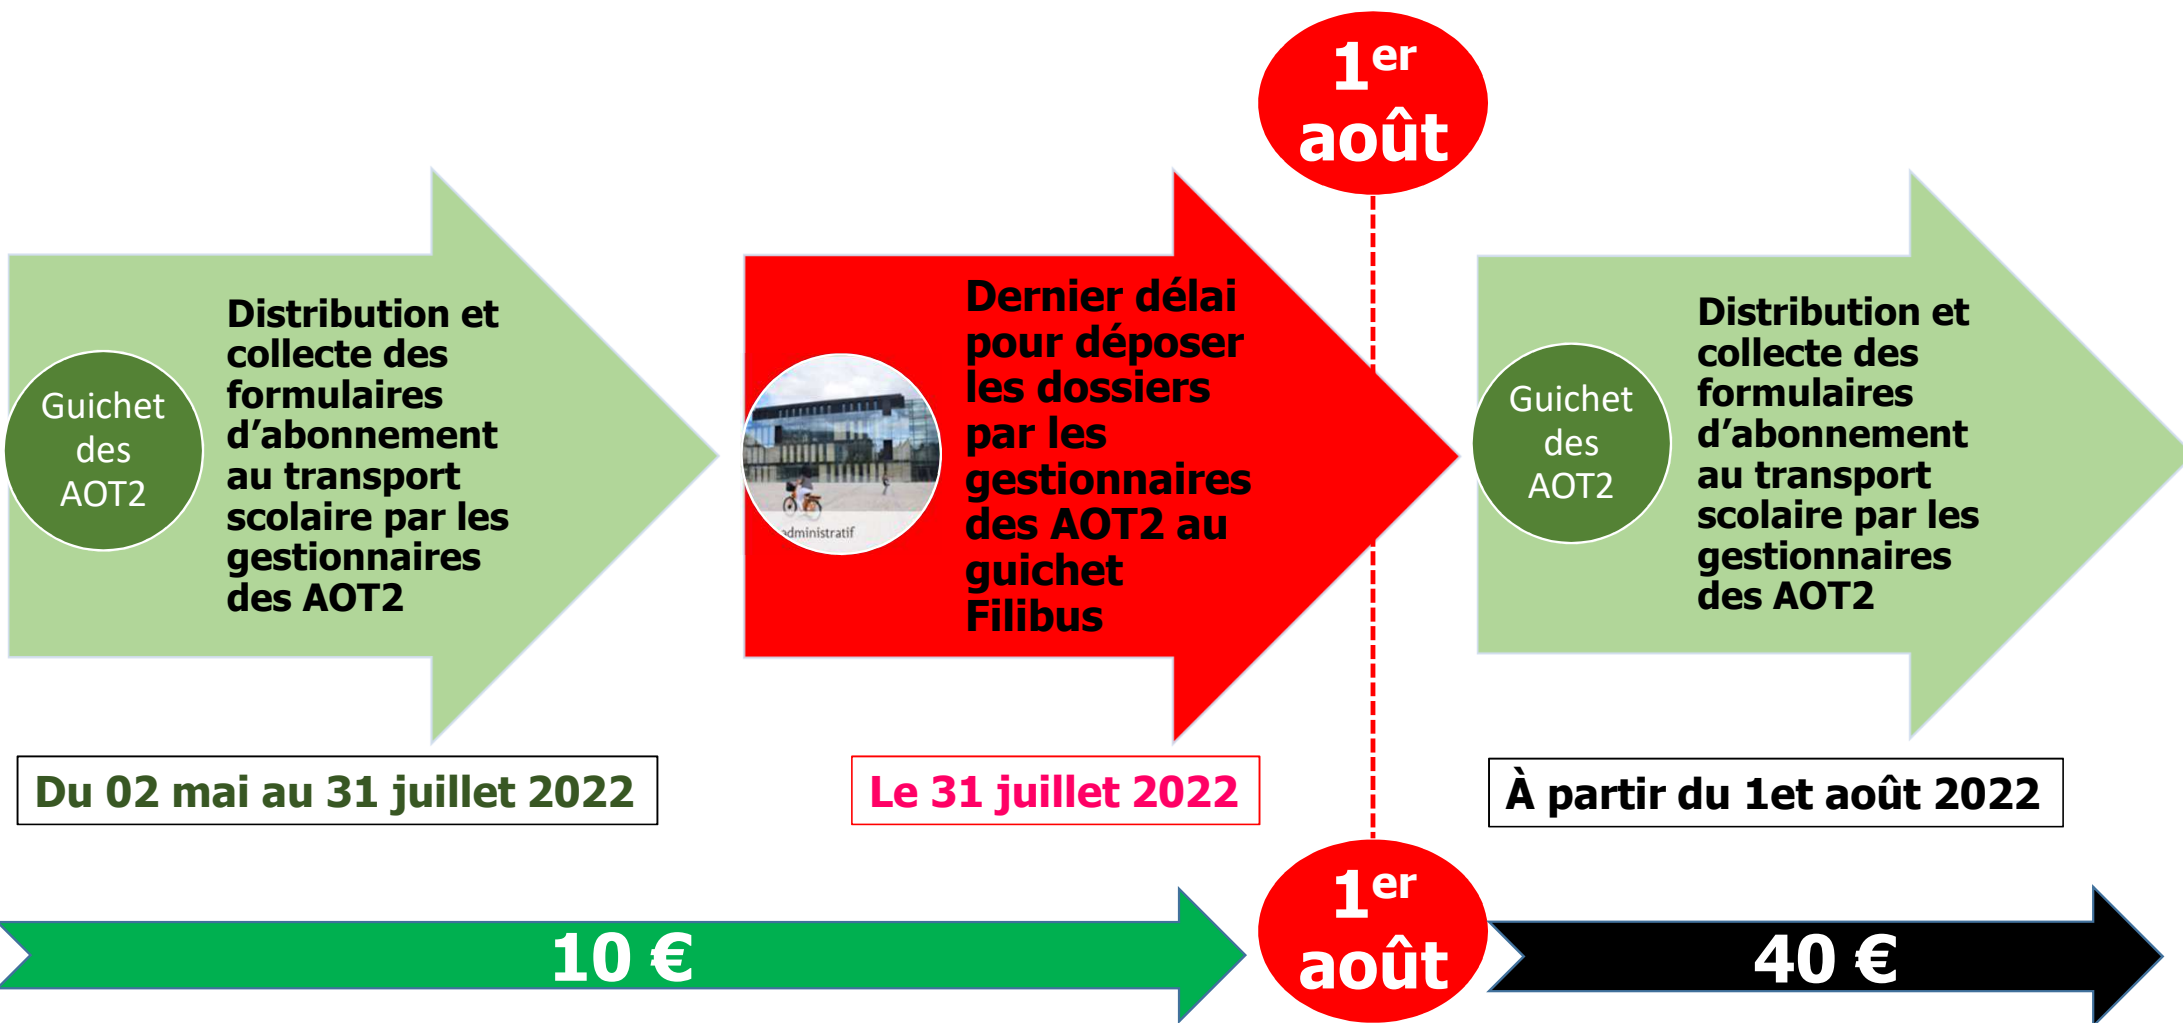 1er
août
Guichet
des
AOT2
Distribution et
collecte des
formulaires
d’abonnement
au transport
scolaire par les
gestionnaires
des AOT2
administratif
Dernier délai
pour déposer
les dossiers
par les
gestionnaires
des AOT2 au
guichet
Filibus
Guichet
des
AOT2
Distribution et
collecte des
formulaires
d’abonnement
au transport
scolaire par les
gestionnaires
des AOT2
Du 02 mai au 31 juillet 2022
Le 31 juillet 2022
À partir du 1et août 2022
10 €
1er
août
40 €